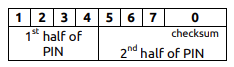 1 2 3 4 5 6 7 0
1st half of PIN
checksum
2nd half of PIN